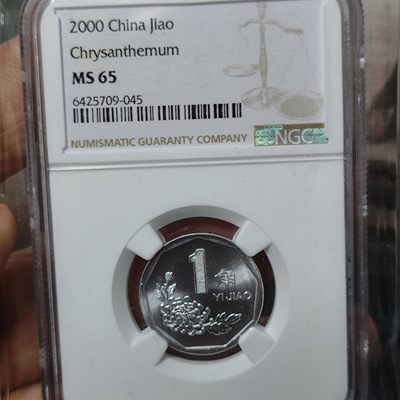 2000 China Jiao
Chrysanthemum
MS 65
6425709-045
NUMISMATIC GUARANTY COMPANY
NGC
1 角
YI JIAO